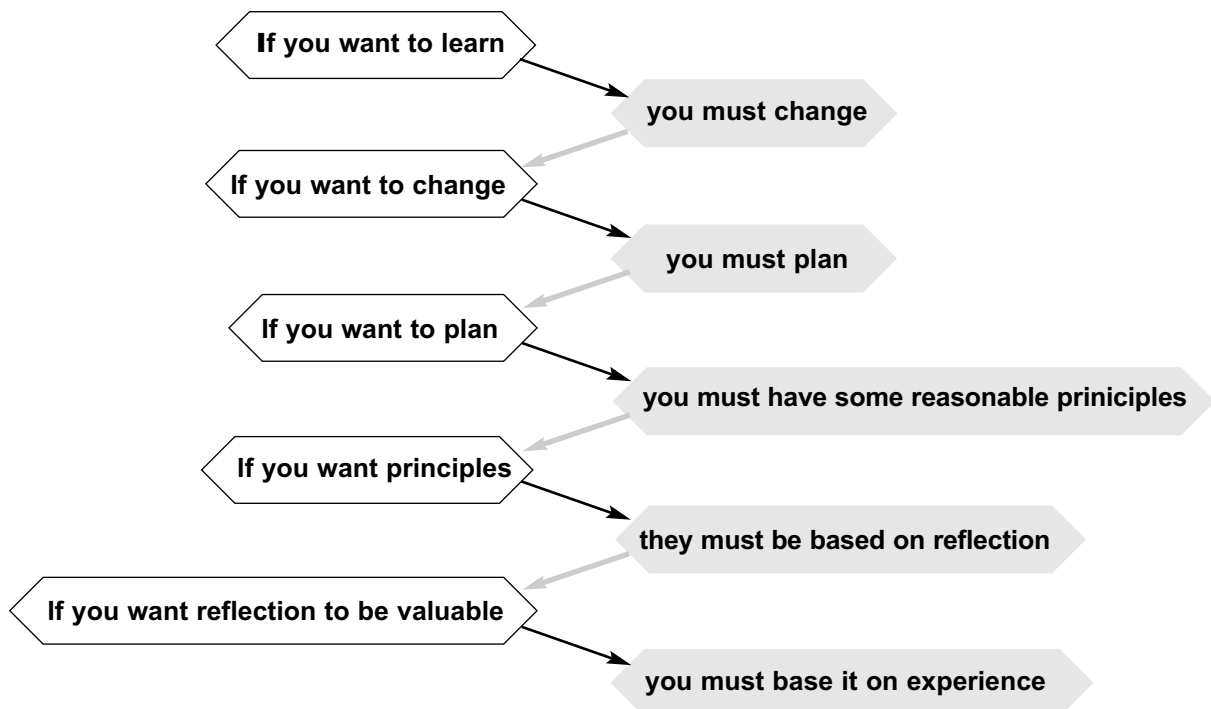 If you want to learn
you must change
If you want to change
you must plan
If you want to plan
you must have some reasonable priniciples
If you want principles
they must be based on reflection
If you want reflection to be valuable
you must base it on experience